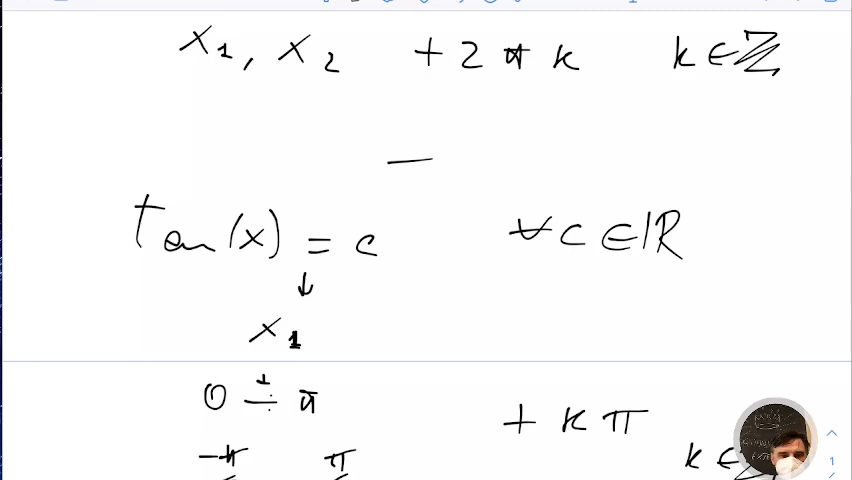 x₁, x₂ + 2πk k ∈ ℤ
tan(x) = c ∀c ∈ ℝ
↓
x₁
0 ÷ π
+ kπ
-π π k ∈ ℤ